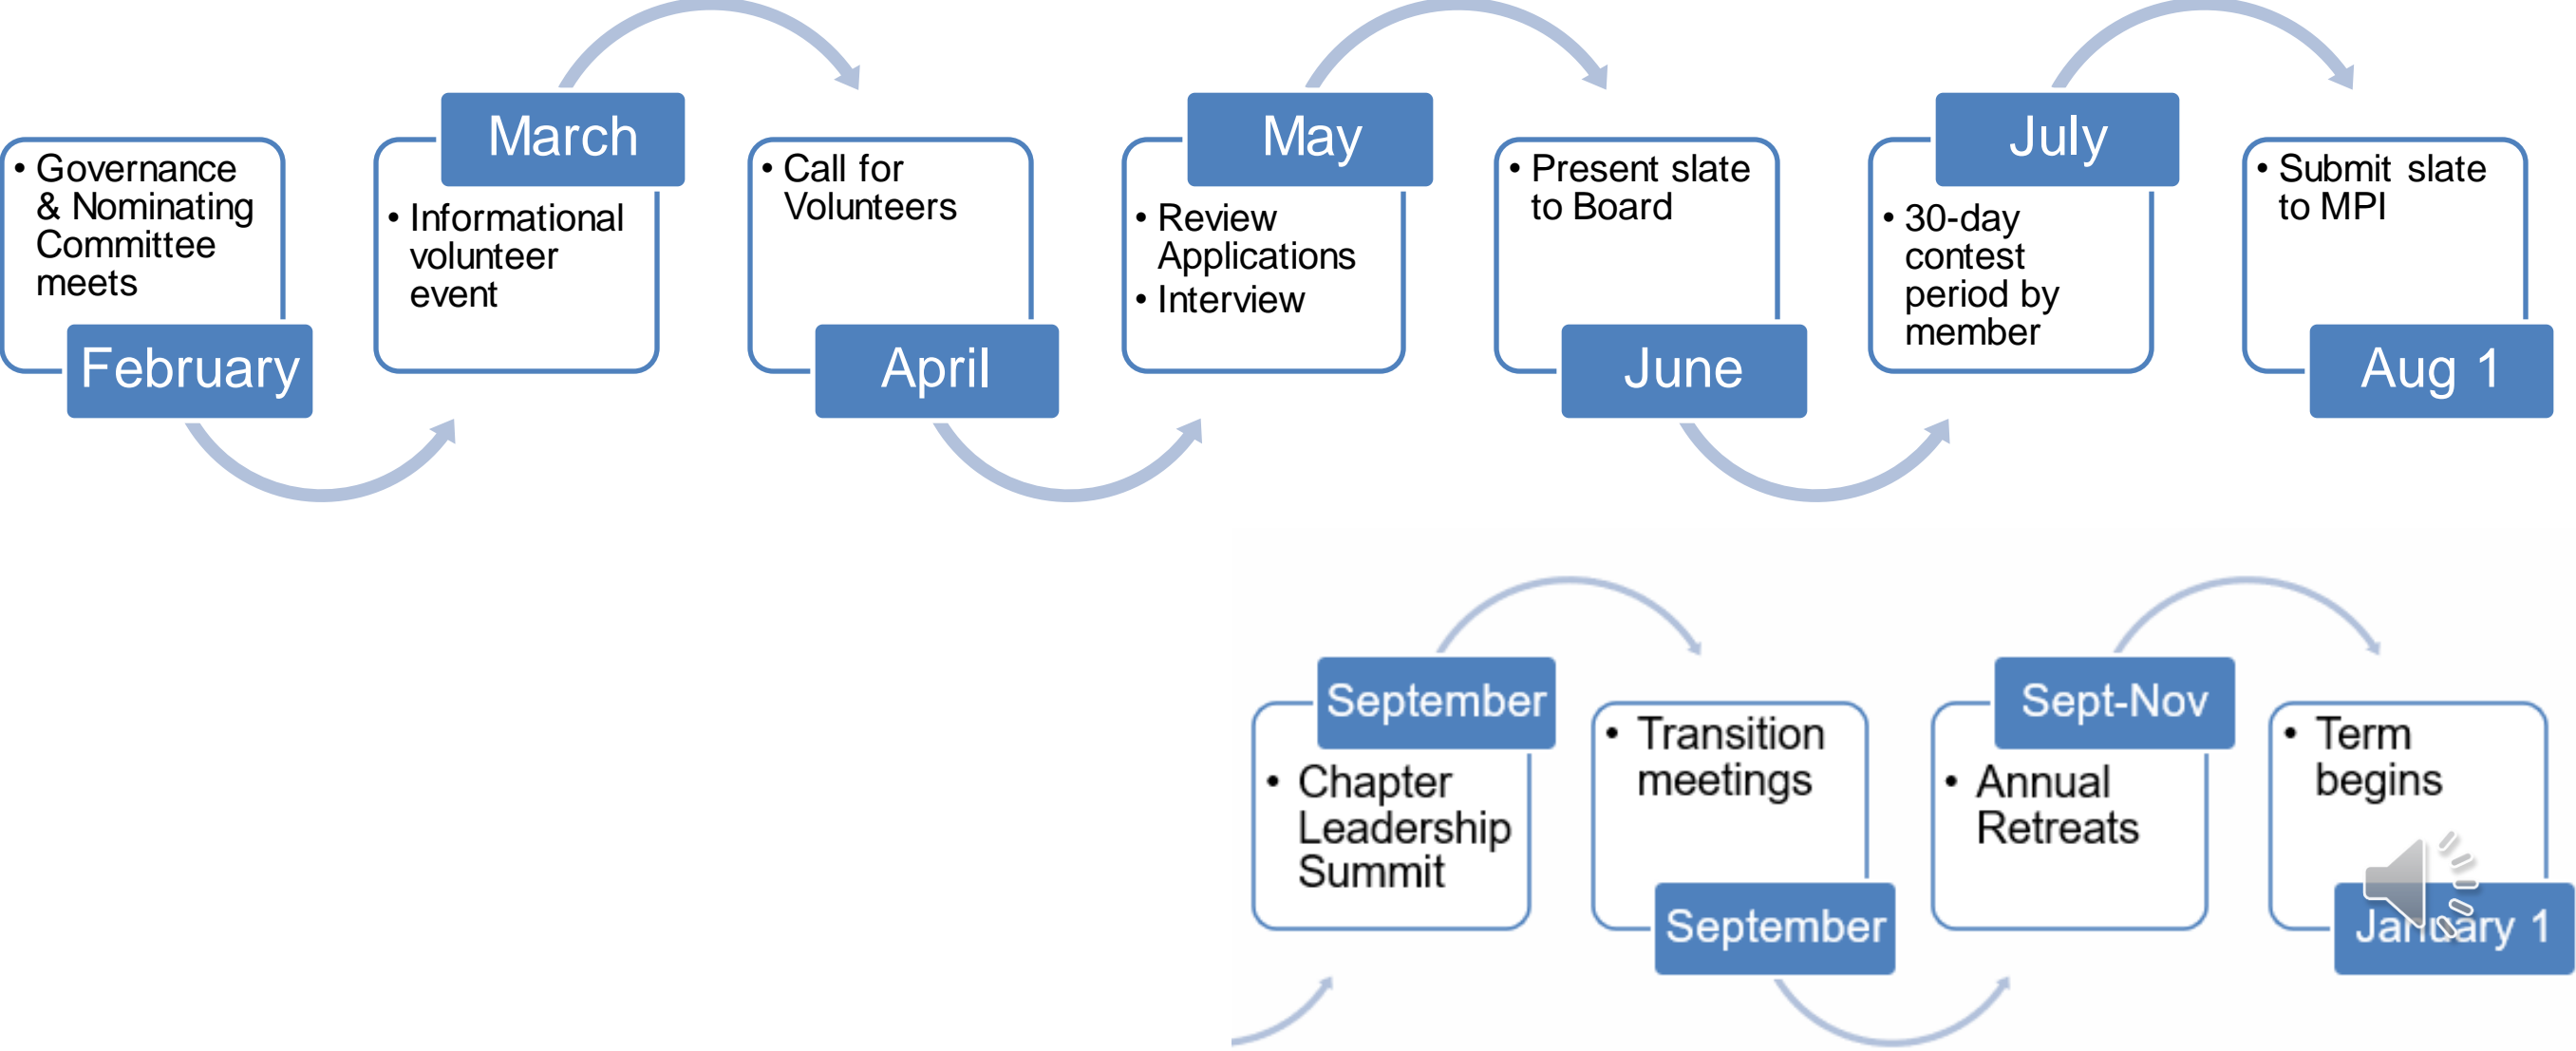 • Governance
& Nominating
Committee
meets
February
March
• Informational
volunteer
event
• Call for
Volunteers
April
May
• Review
Applications
• Interview
• Present slate
to Board
June
July
• 30-day
contest
period by
member
• Submit slate
to MPI
Aug 1
September
• Chapter
Leadership
Summit
• Transition
meetings
September
Sept-Nov
• Annual
Retreats
• Term
begins
January 1